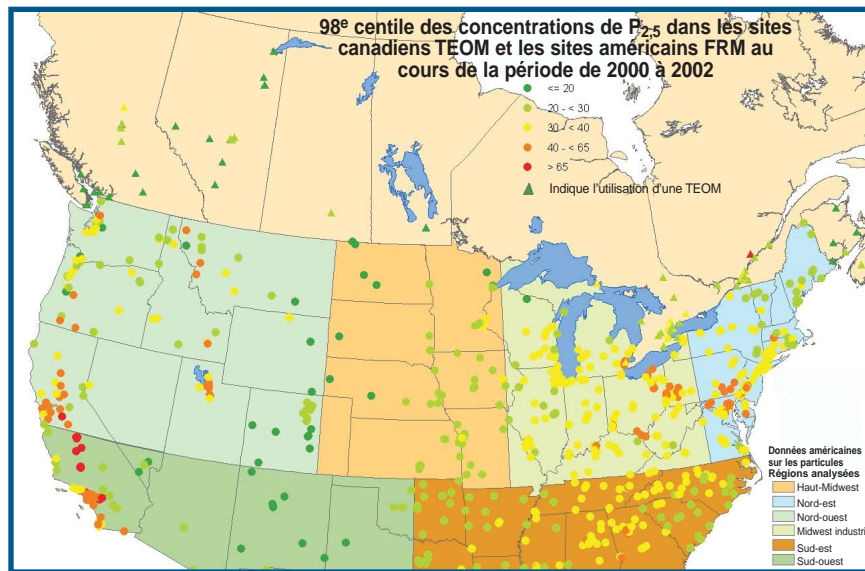 98e centile des concentrations de P2,5 dans les sites
canadiens TEOM et les sites américains FRM au
cours de la période de 2000 à 2002
<= 20
20 - < 30
30 - < 40
40 - < 65
> 65
Indique l'utilisation d'une TEOM
Données américaines
sur les particules
Régions analysées
Haut-Midwest
Nord-est
Nord-ouest
Midwest industri
Sud-est
Sud-ouest